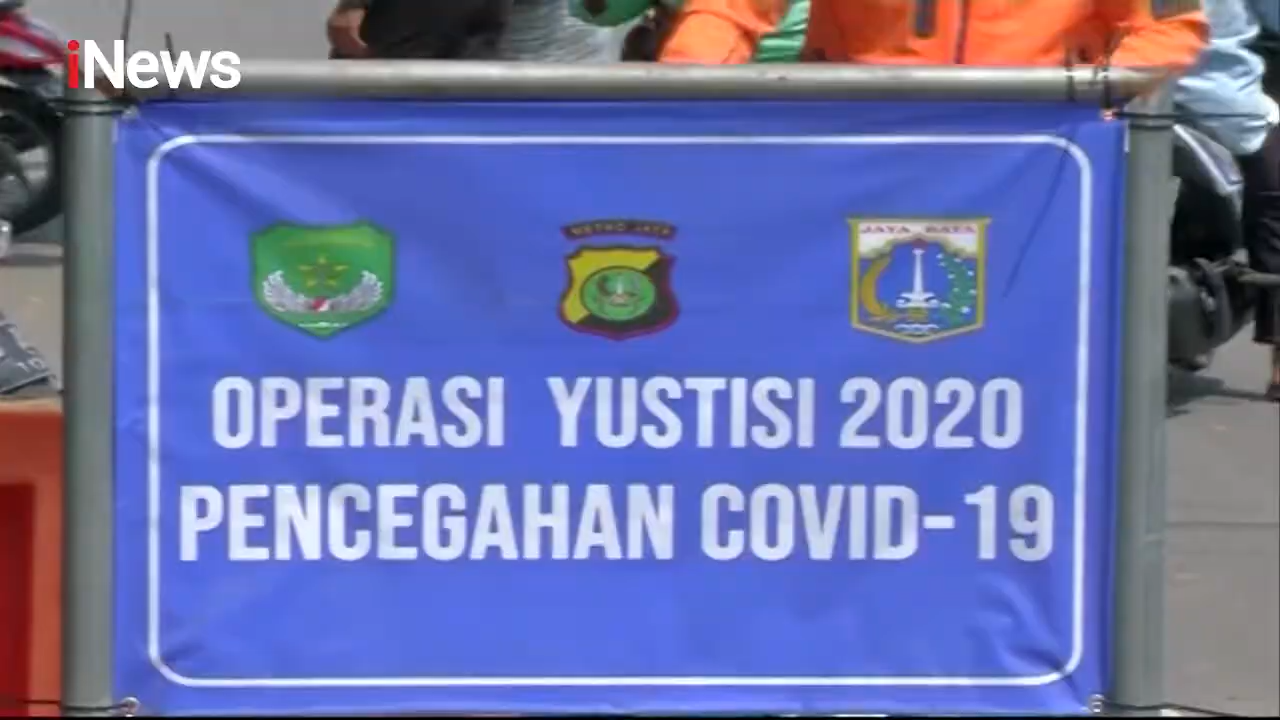 iNews
METRO JAYA
JAYA RAYA
OPERASI YUSTISI 2020
PENCEGAHAN COVID-19